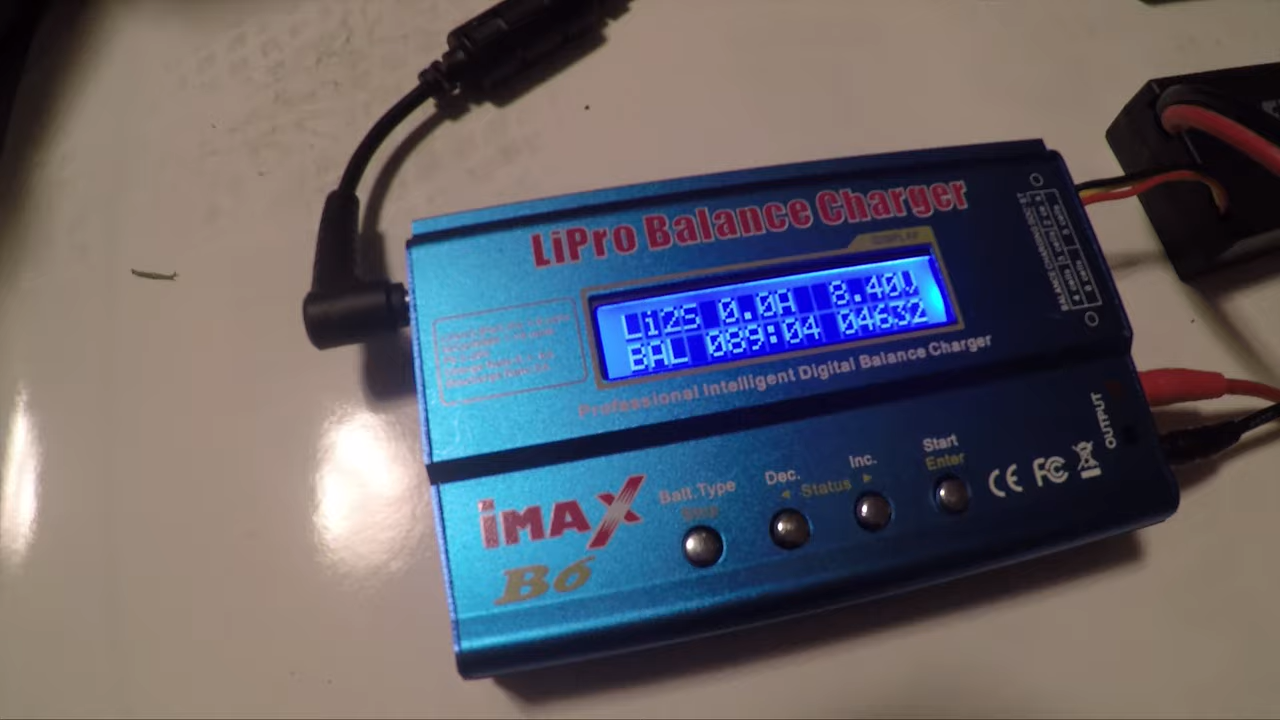 LiPro Balance Charger
DISPLAY
Li2S 0.0A 8.40V
BAL 089:04 04632
Professional Intelligent Digital Balance Charger
OUTPUT
iMAX
B6
Batt.Type
Stop
Dec.
Inc.
◄ Status ►
Start
Enter
CE FC